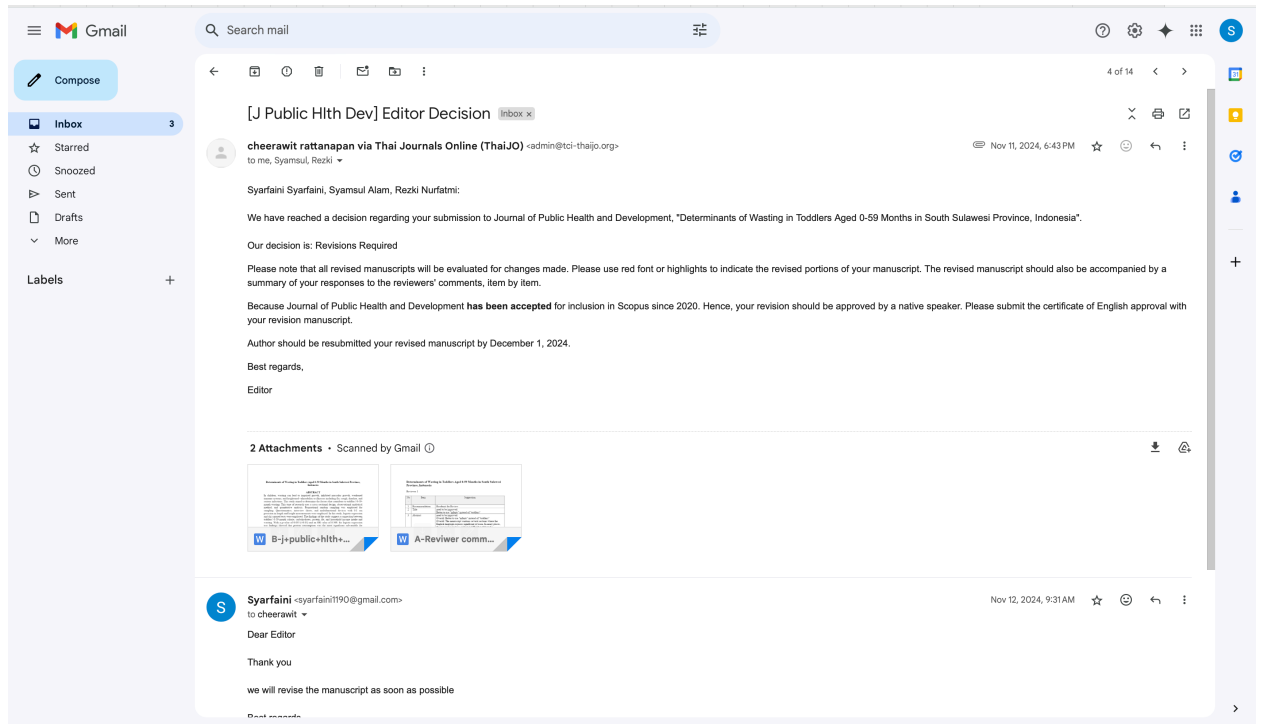 Gmail
Search mail
S
Compose
4 of 14
31
Inbox 3
Starred
Snoozed
Sent
Drafts
More
Labels
[J Public Hlth Dev] Editor Decision Inbox x
cheerawit rattanapan via Thai Journals Online (ThaiJO) <admin@tci-thaijo.org>
Nov 11, 2024, 6:43 PM
to me, Syamsul, Rezki
Syarfaini Syarfaini, Syamsul Alam, Rezki Nurfatmi:
We have reached a decision regarding your submission to Journal of Public Health and Development, "Determinants of Wasting in Toddlers Aged 0-59 Months in South Sulawesi Province, Indonesia".
Our decision is: Revisions Required
Please note that all revised manuscripts will be evaluated for changes made. Please use red font or highlights to indicate the revised portions of your manuscript. The revised manuscript should also be accompanied by a
summary of your responses to the reviewers' comments, item by item.
Because Journal of Public Health and Development has been accepted for inclusion in Scopus since 2020. Hence, your revision should be approved by a native speaker. Please submit the certificate of English approval with
your revision manuscript.
Author should be resubmitted your revised manuscript by December 1, 2024.
Best regards,
Editor
2 Attachments • Scanned by Gmail
W B-j+public+hlth+...
W A-Reviwer comm...
S
Syarfaini <syarfaini1190@gmail.com>
Nov 12, 2024, 9:31 AM
to cheerawit
Dear Editor
Thank you
we will revise the manuscript as soon as possible
Best regards